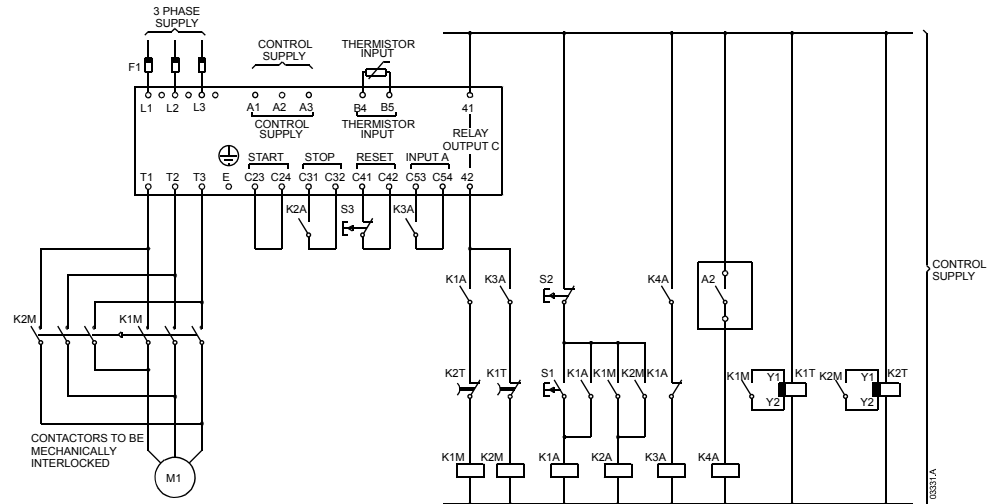 3 PHASE
SUPPLY
CONTROL
SUPPLY
THERMISTOR
INPUT
F1
L1 L2 L3 A1 A2 A3 B4 B5 41
CONTROL
SUPPLY
THERMISTOR
INPUT
RELAY
OUTPUT C
START STOP RESET INPUT A
T1 T2 T3 E C23 C24 C31 C32 C41 C42 C53 C54 42
K2A S3 K3A
CONTROL
SUPPLY
K1A K3A S2 K4A A2
K2M K1M
K2T K1T S1 K1A K1M K2M K1A K1M Y1 K1T K2M Y1 K2T
Y2 Y2
CONTACTORS TO BE
MECHANICALLY
INTERLOCKED
M1
K1M K2M K1A K2A K3A K4A
03331.A